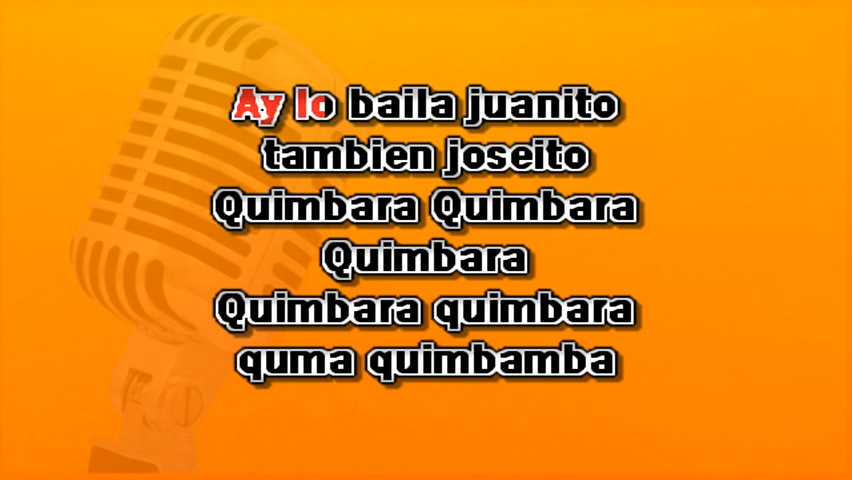 Ay lo baila juanito
tambien joseito
Quimbara Quimbara
Quimbara
Quimbara quimbara
quma quimbamba